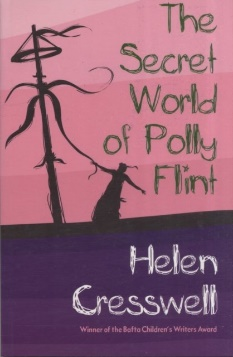 The
Secret
World
of Polly
Flint
Helen
Cresswell
Winner of the Bafta Children's Writers Award